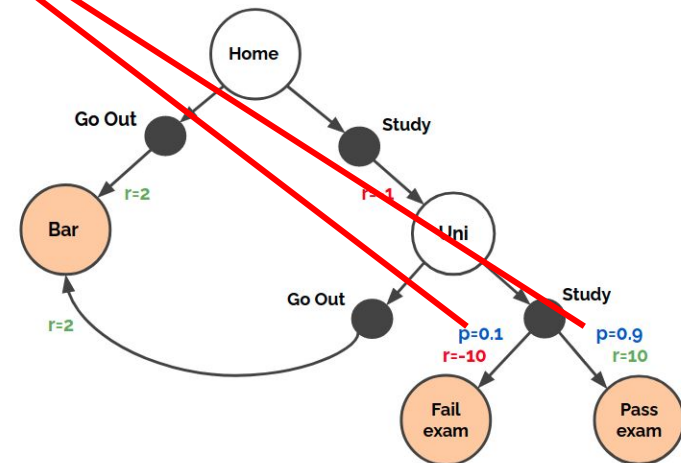 Home
Go Out
Study
r=2
r=-1
Bar
Uni
Go Out
Study
r=2
p=0.1
p=0.9
r=-10
r=10
Fail
exam
Pass
exam